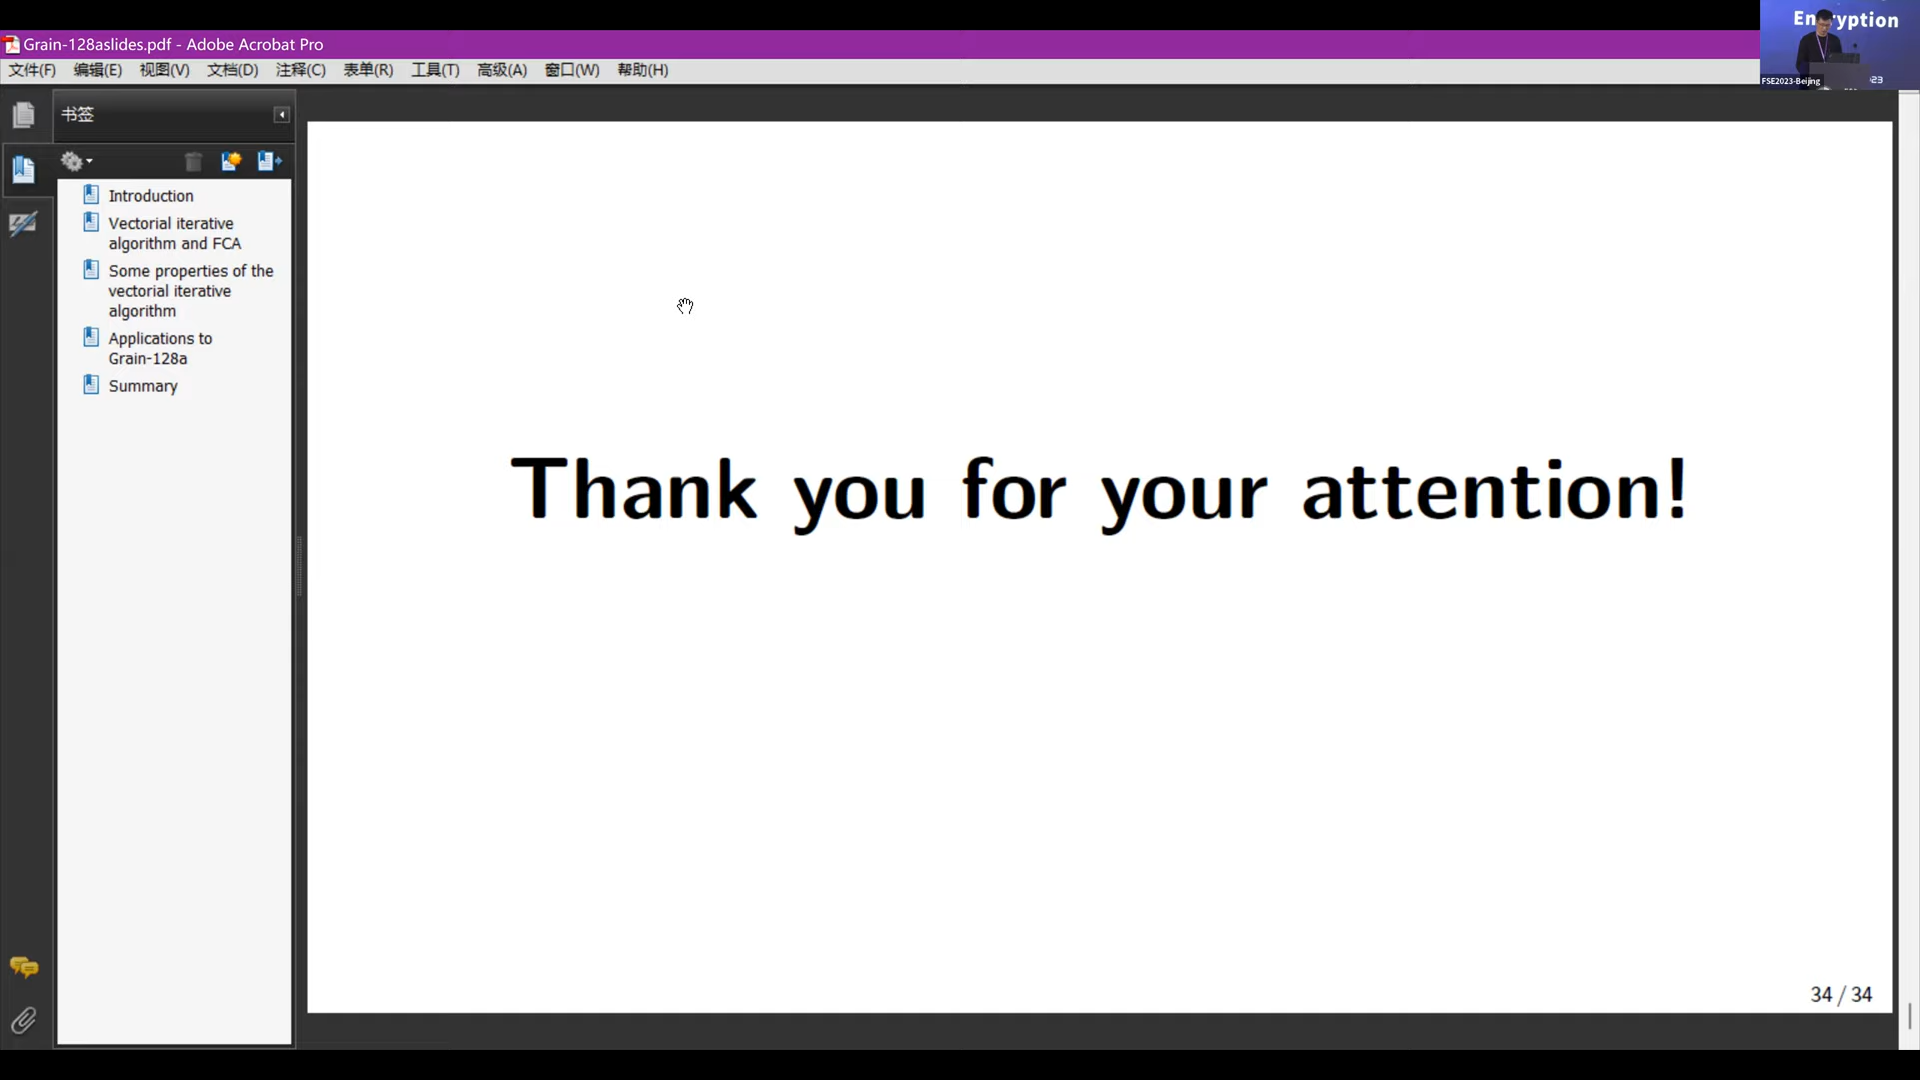 Encryption
Grain-128aslides.pdf - Adobe Acrobat Pro
文件(F) 编辑(E) 视图(V) 文档(D) 注释(C) 表单(R) 工具(T) 高级(A) 窗口(W) 帮助(H)
FSE2023-Beijing
书签
Introduction
Vectorial iterative
algorithm and FCA
Some properties of the
vectorial iterative
algorithm
Applications to
Grain-128a
Summary
Thank you for your attention!
34 / 34